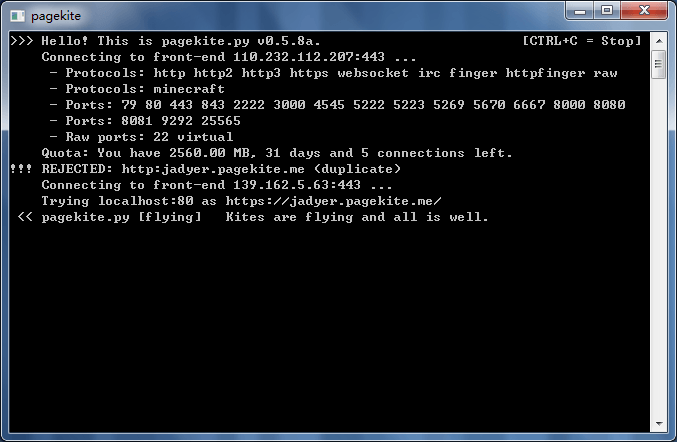 pagekite
>>> Hello! This is pagekite.py v0.5.8a. [CTRL+C = Stop]
Connecting to front-end 110.232.112.207:443 ...
- Protocols: http http2 http3 https websocket irc finger httpfinger raw
- Protocols: minecraft
- Ports: 79 80 443 843 2222 3000 4545 5222 5223 5269 5670 6667 8000 8080
- Ports: 8081 9292 25565
- Raw ports: 22 virtual
Quota: You have 2560.00 MB, 31 days and 5 connections left.
!!! REJECTED: http:jadyer.pagekite.me (duplicate)
Connecting to front-end 139.162.5.63:443 ...
Trying localhost:80 as https://jadyer.pagekite.me/
<< pagekite.py [flying] Kites are flying and all is well.